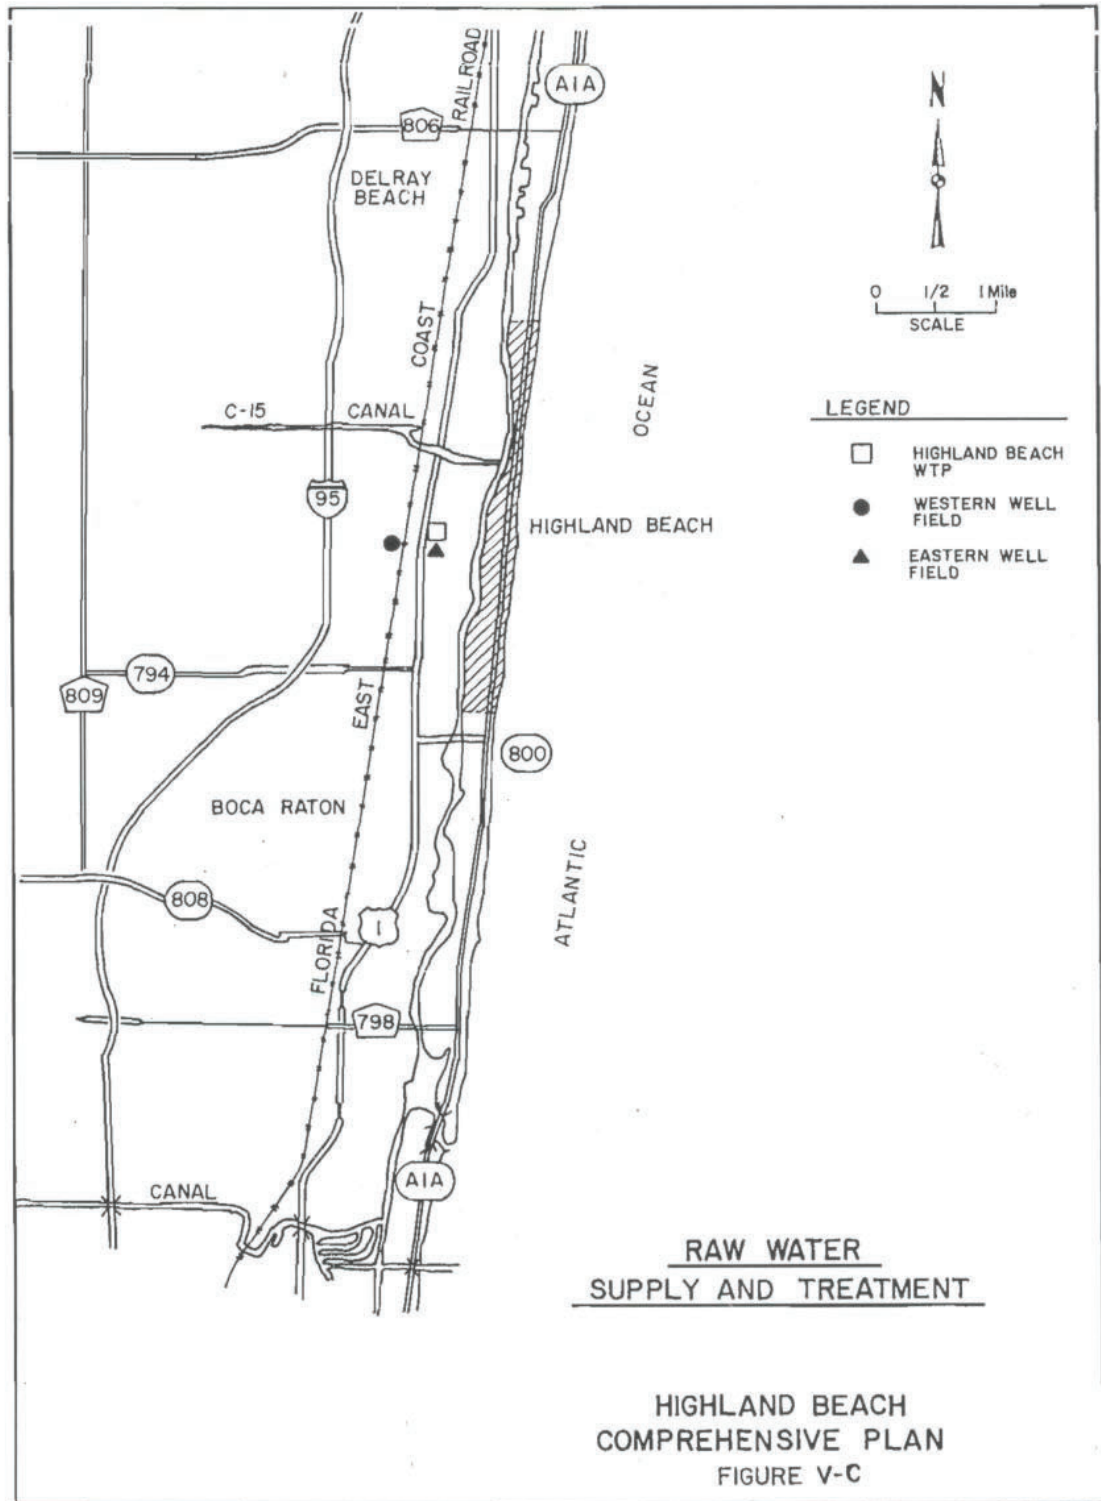 RAILROAD
A1A
806
N
DELRAY
BEACH
0 1/2 1 Mile
SCALE
COAST
OCEAN
C-15 CANAL
LEGEND
HIGHLAND BEACH
WTP
WESTERN WELL
FIELD
EASTERN WELL
FIELD
95
HIGHLAND BEACH
794
809
EAST
800
BOCA RATON
ATLANTIC
808
1
FLORIDA
798
A1A
CANAL
RAW WATER
SUPPLY AND TREATMENT
HIGHLAND BEACH
COMPREHENSIVE PLAN
FIGURE V-C